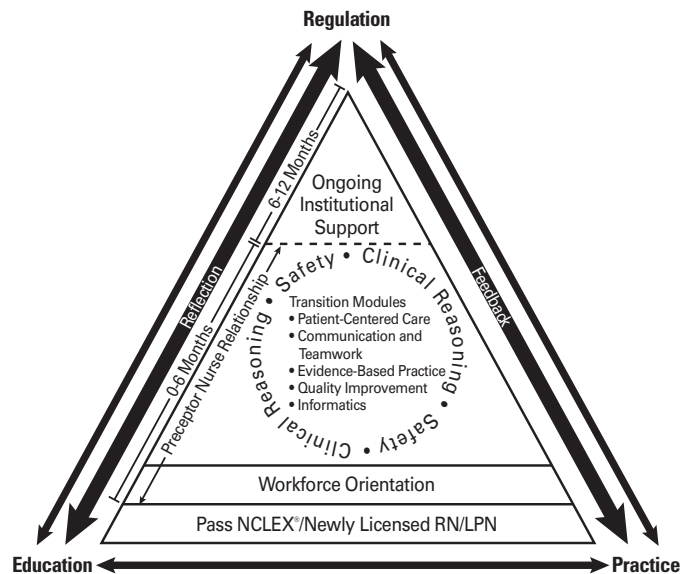 Regulation
6-12 Months
Ongoing
Institutional
Support
Reflection
Feedback
0-6 Months
Preceptor Nurse Relationship
Safety • Clinical Reasoning • Safety • Clinical Reasoning •
Transition Modules
• Patient-Centered Care
• Communication and
Teamwork
• Evidence-Based Practice
• Quality Improvement
• Informatics
Workforce Orientation
Pass NCLEX®/Newly Licensed RN/LPN
Education
Practice